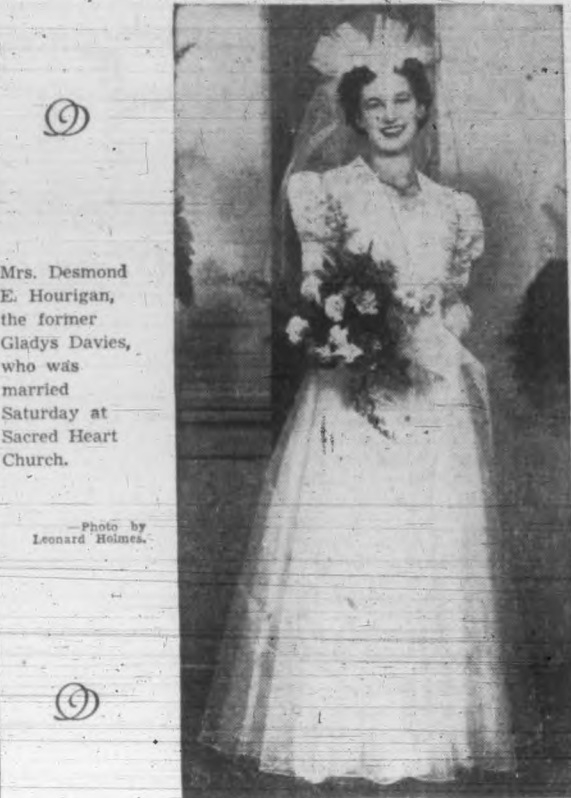 Mrs. Desmond
E. Hourigan,
the former
Gladys Davies,
who was
married
Saturday at
Sacred Heart
Church.
—Photo by
Leonard Holmes.